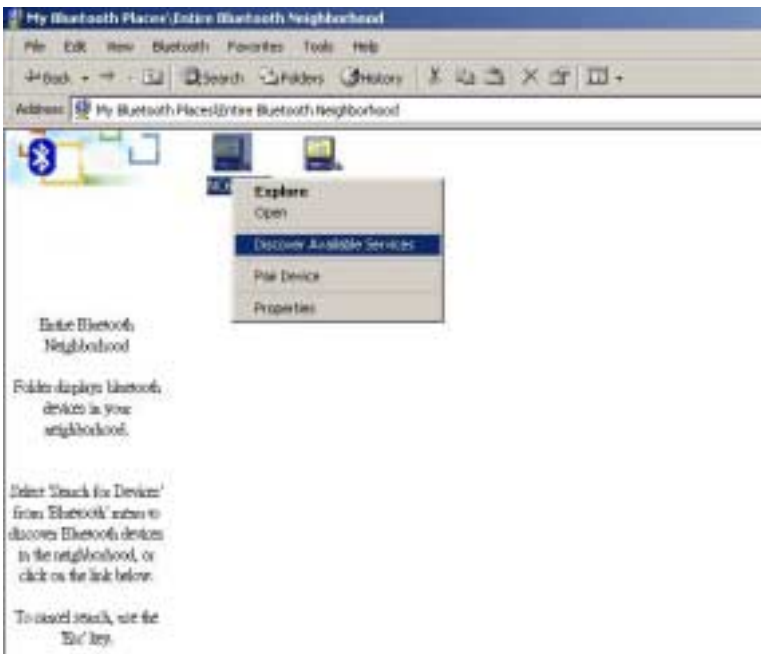 My Bluetooth Places\Entire Bluetooth Neighborhood
File Edit View Bluetooth Favorites Tools Help
Back Search Folders History
Address My Bluetooth Places\Entire Bluetooth Neighborhood
Explore
Open
Discover Available Services
Pair Device
Properties
Entire Bluetooth
Neighborhood
Folder displays bluetooth
devices in your
neighborhood.
Select 'Search for Devices'
from 'Bluetooth' menu to
discover Bluetooth devices
in the neighborhood, or
click on the link below.
To cancel search, use the
'Esc' key.